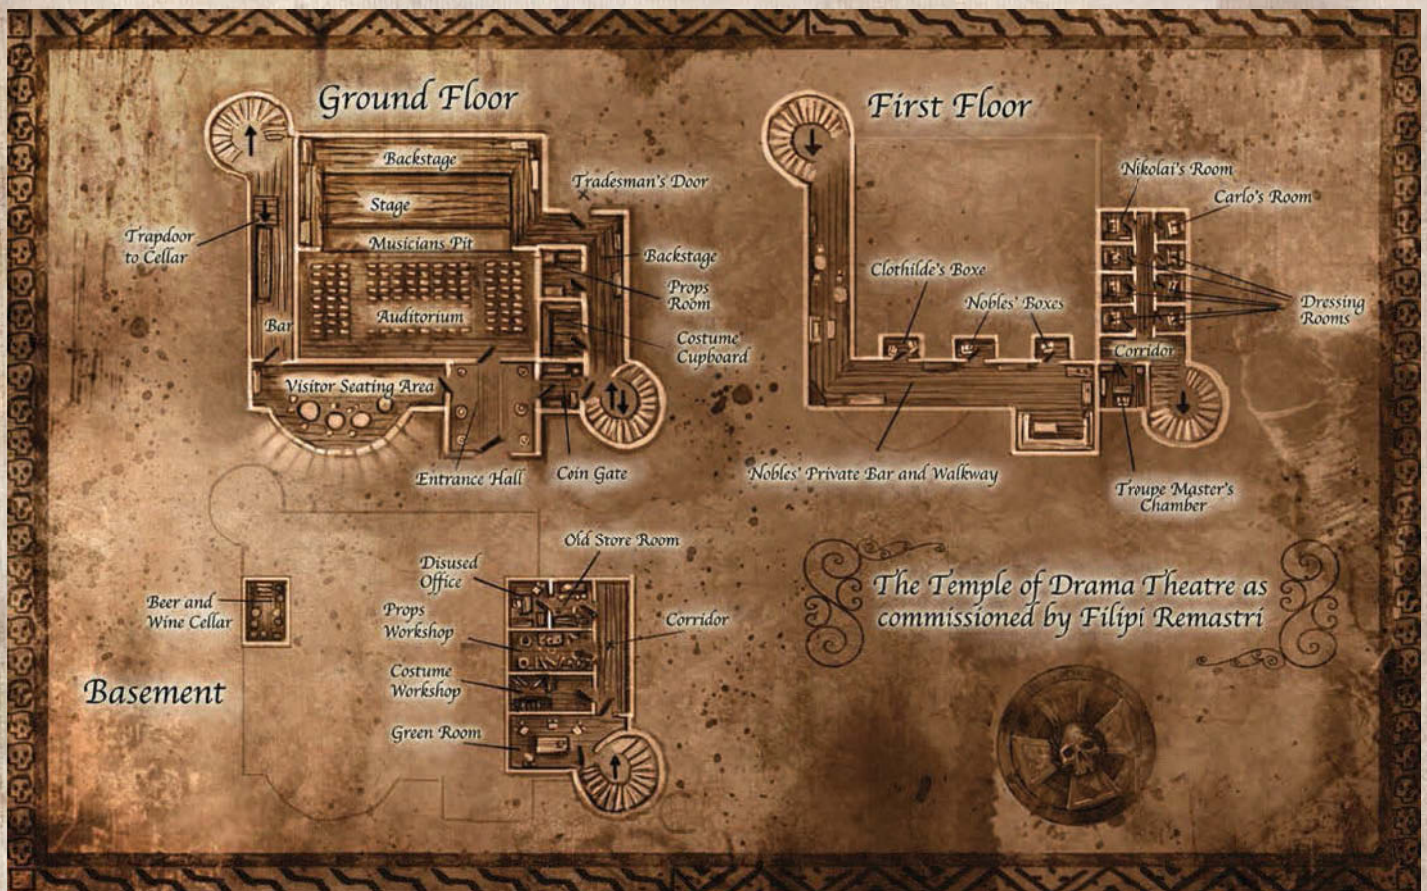 Ground Floor
Backstage
Stage
Musicians Pit
Auditorium
Bar
Trapdoor
to Cellar
Visitor Seating Area
Entrance Hall
Coin Gate
Tradesman's Door
Backstage
Props
Room
Costume
Cupboard
First Floor
Nikolai's Room
Carlo's Room
Clothilde's Boxe
Nobles' Boxes
Dressing
Rooms
Corridor
Nobles' Private Bar and Walkway
Troupe Master's
Chamber
Basement
Beer and
Wine Cellar
Old Store Room
Disused
Office
Props
Workshop
Corridor
Costume
Workshop
Green Room
The Temple of Drama Theatre as
commissioned by Filipi Remastri